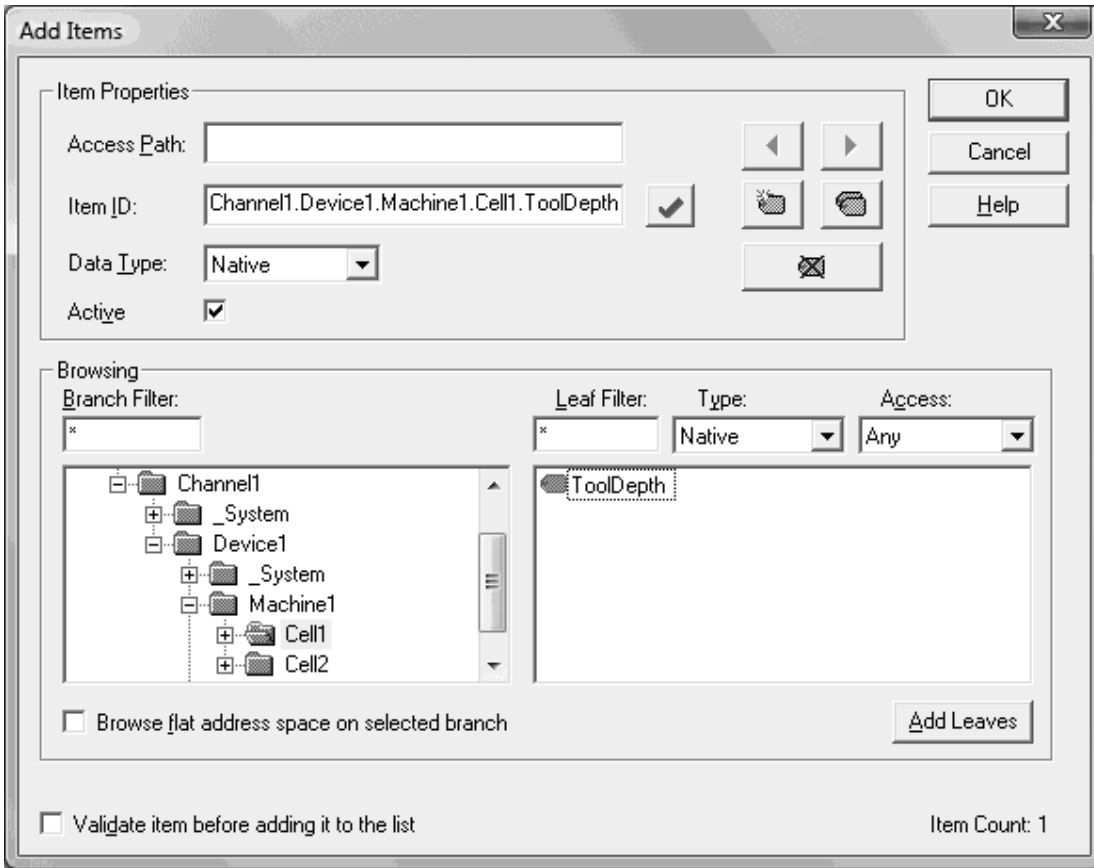 Add Items
Item Properties
OK
Access Path:
Cancel
Item ID: Channel1.Device1.Machine1.Cell1.ToolDepth
Help
Data Type: Native
Active
Browsing
Branch Filter: Leaf Filter: Type: Access:
* * Native Any
Channel1
_System
Device1
_System
Machine1
Cell1
Cell2
ToolDepth
Browse flat address space on selected branch
Add Leaves
Validate item before adding it to the list
Item Count: 1